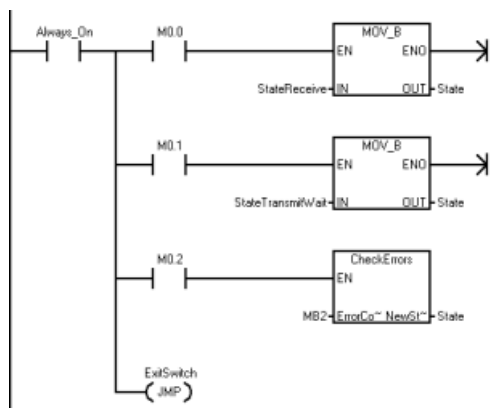 Always_On
M0.0
MOV_B
EN ENO
StateReceive IN OUT State
M0.1
MOV_B
EN ENO
StateTransmitWait IN OUT State
M0.2
CheckErrors
EN
MB2 ErrorCo~ NewSt~ State
ExitSwitch
JMP